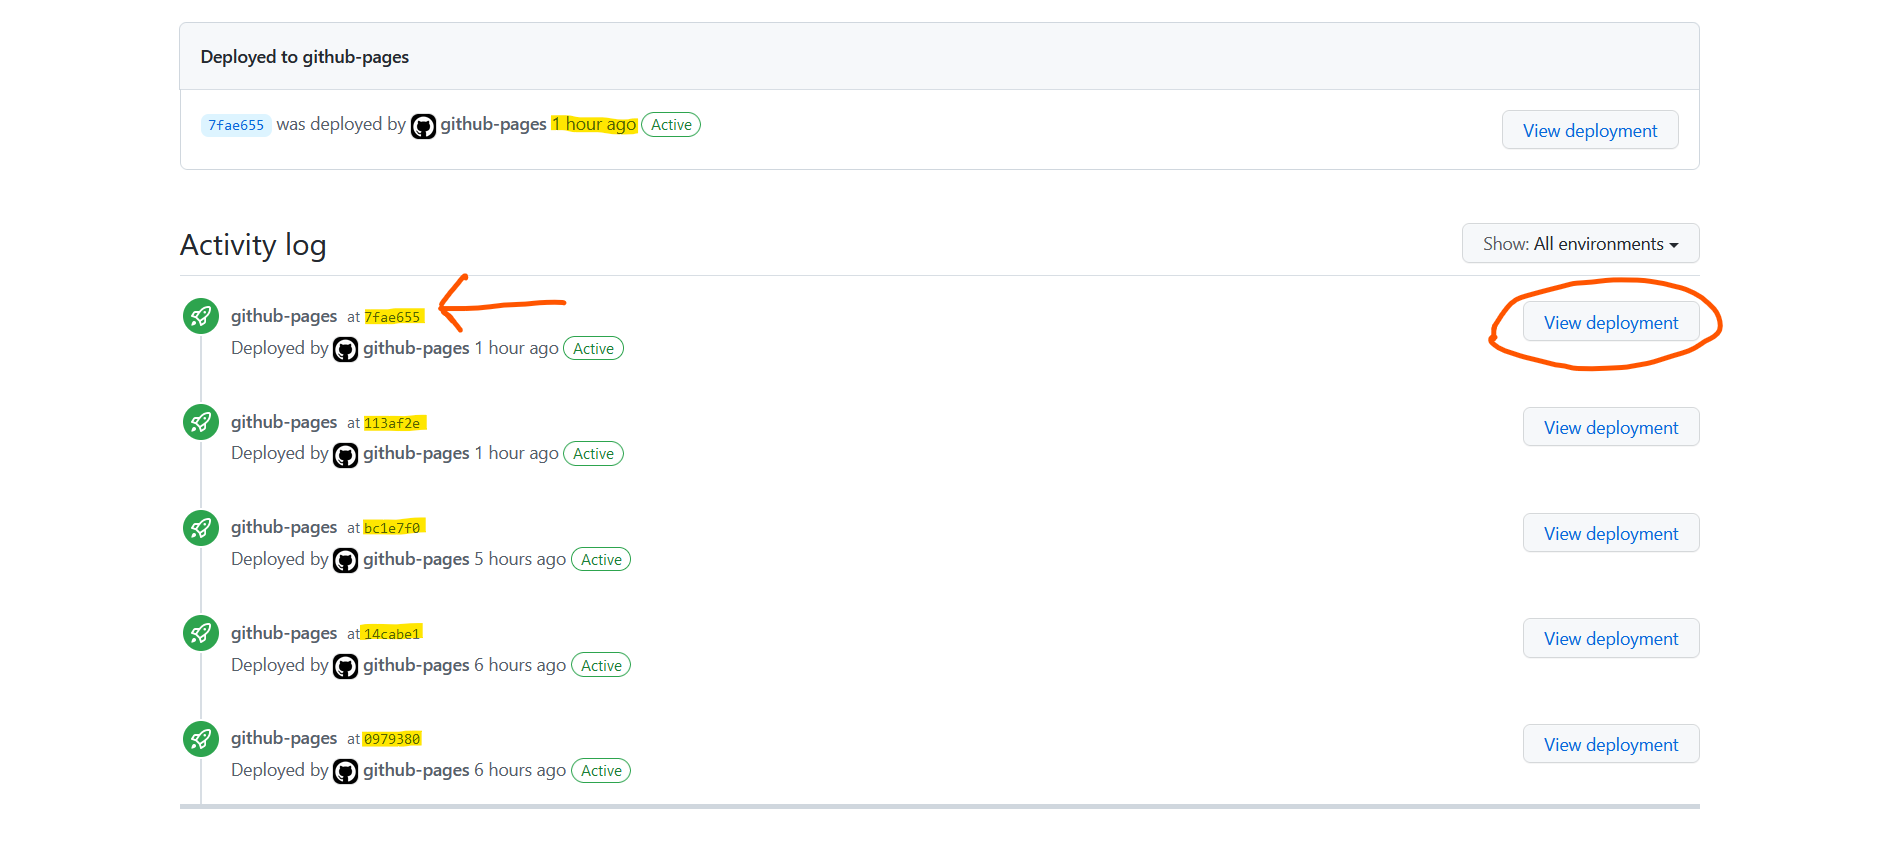 Deployed to github-pages
7fae655 was deployed by github-pages 1 hour ago Active
View deployment
Activity log
Show: All environments
github-pages at 7fae655
Deployed by github-pages 1 hour ago Active
View deployment
github-pages at 113af2e
Deployed by github-pages 1 hour ago Active
View deployment
github-pages at bc1e7f0
Deployed by github-pages 5 hours ago Active
View deployment
github-pages at 14cabe1
Deployed by github-pages 6 hours ago Active
View deployment
github-pages at 0979380
Deployed by github-pages 6 hours ago Active
View deployment